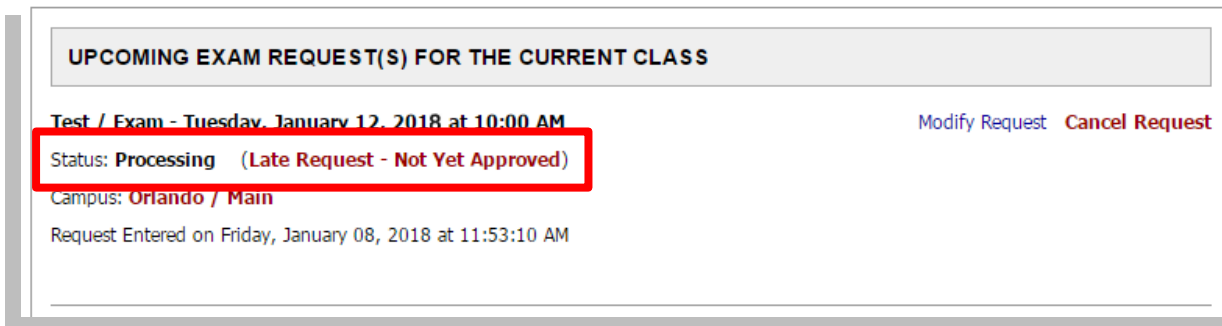 UPCOMING EXAM REQUEST(S) FOR THE CURRENT CLASS
Test / Exam - Tuesday, January 12, 2018 at 10:00 AM Modify Request Cancel Request
Status: Processing (Late Request - Not Yet Approved)
Campus: Orlando / Main
Request Entered on Friday, January 08, 2018 at 11:53:10 AM